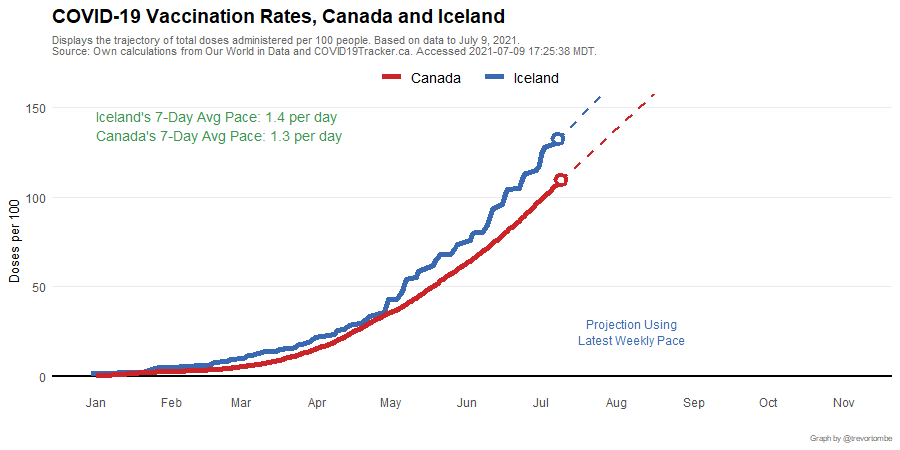 COVID-19 Vaccination Rates, Canada and Iceland
Displays the trajectory of total doses administered per 100 people. Based on data to July 9, 2021.
Source: Own calculations from Our World in Data and COVID19Tracker.ca. Accessed 2021-07-09 17:25:38 MDT.
Canada Iceland
Iceland's 7-Day Avg Pace: 1.4 per day
Canada's 7-Day Avg Pace: 1.3 per day
Doses per 100
150
100
50
0
Projection Using
Latest Weekly Pace
Jan Feb Mar Apr May Jun Jul Aug Sep Oct Nov
Graph by @trevortombe